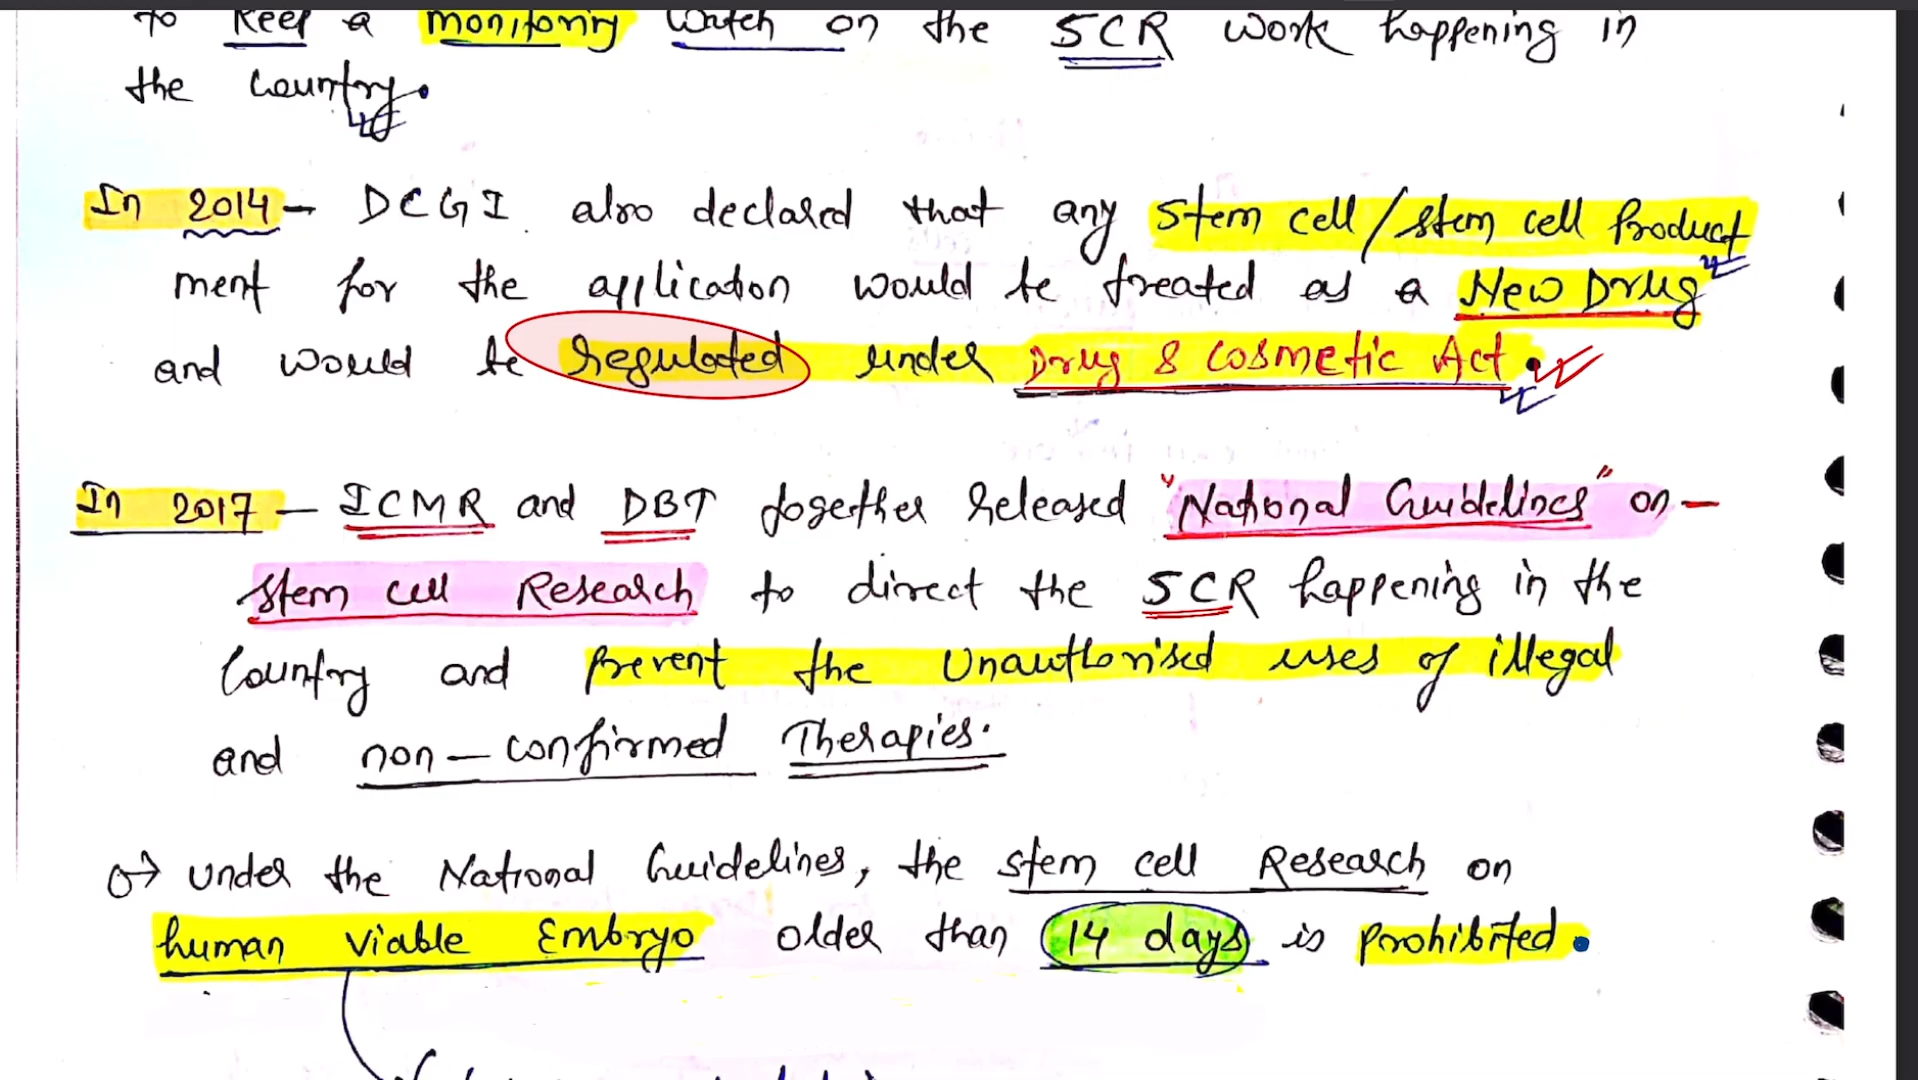 to keep a monitoring watch on the SCR work happening in
the country.
In 2014 - DCGI also declared that any stem cell/stem cell Product
ment for the application would be treated as a New Drug
and would be regulated under Drug & Cosmetic Act.
In 2017 - ICMR and DBT together released "National Guidelines" on -
Stem cell Research to direct the SCR happening in the
Country and prevent the Unauthorised uses of illegal
and non-confirmed Therapies.
→ Under the National Guidelines, the stem cell Research on
human viable Embryo older than 14 days is prohibited.